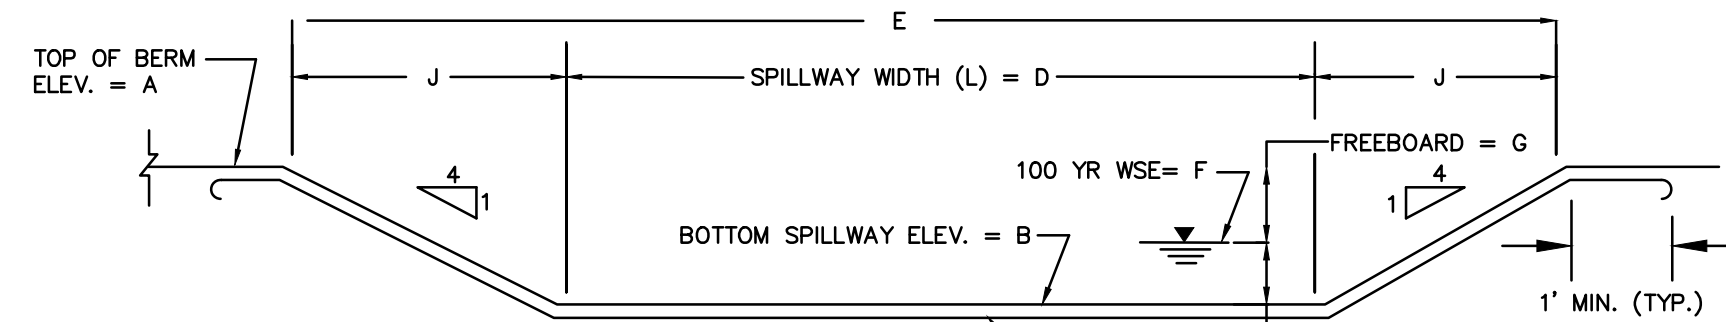 E
TOP OF BERM
ELEV. = A
J
SPILLWAY WIDTH (L) = D
J
FREEBOARD = G
100 YR WSE= F
4
1
4
1
BOTTOM SPILLWAY ELEV. = B
1' MIN. (TYP.)